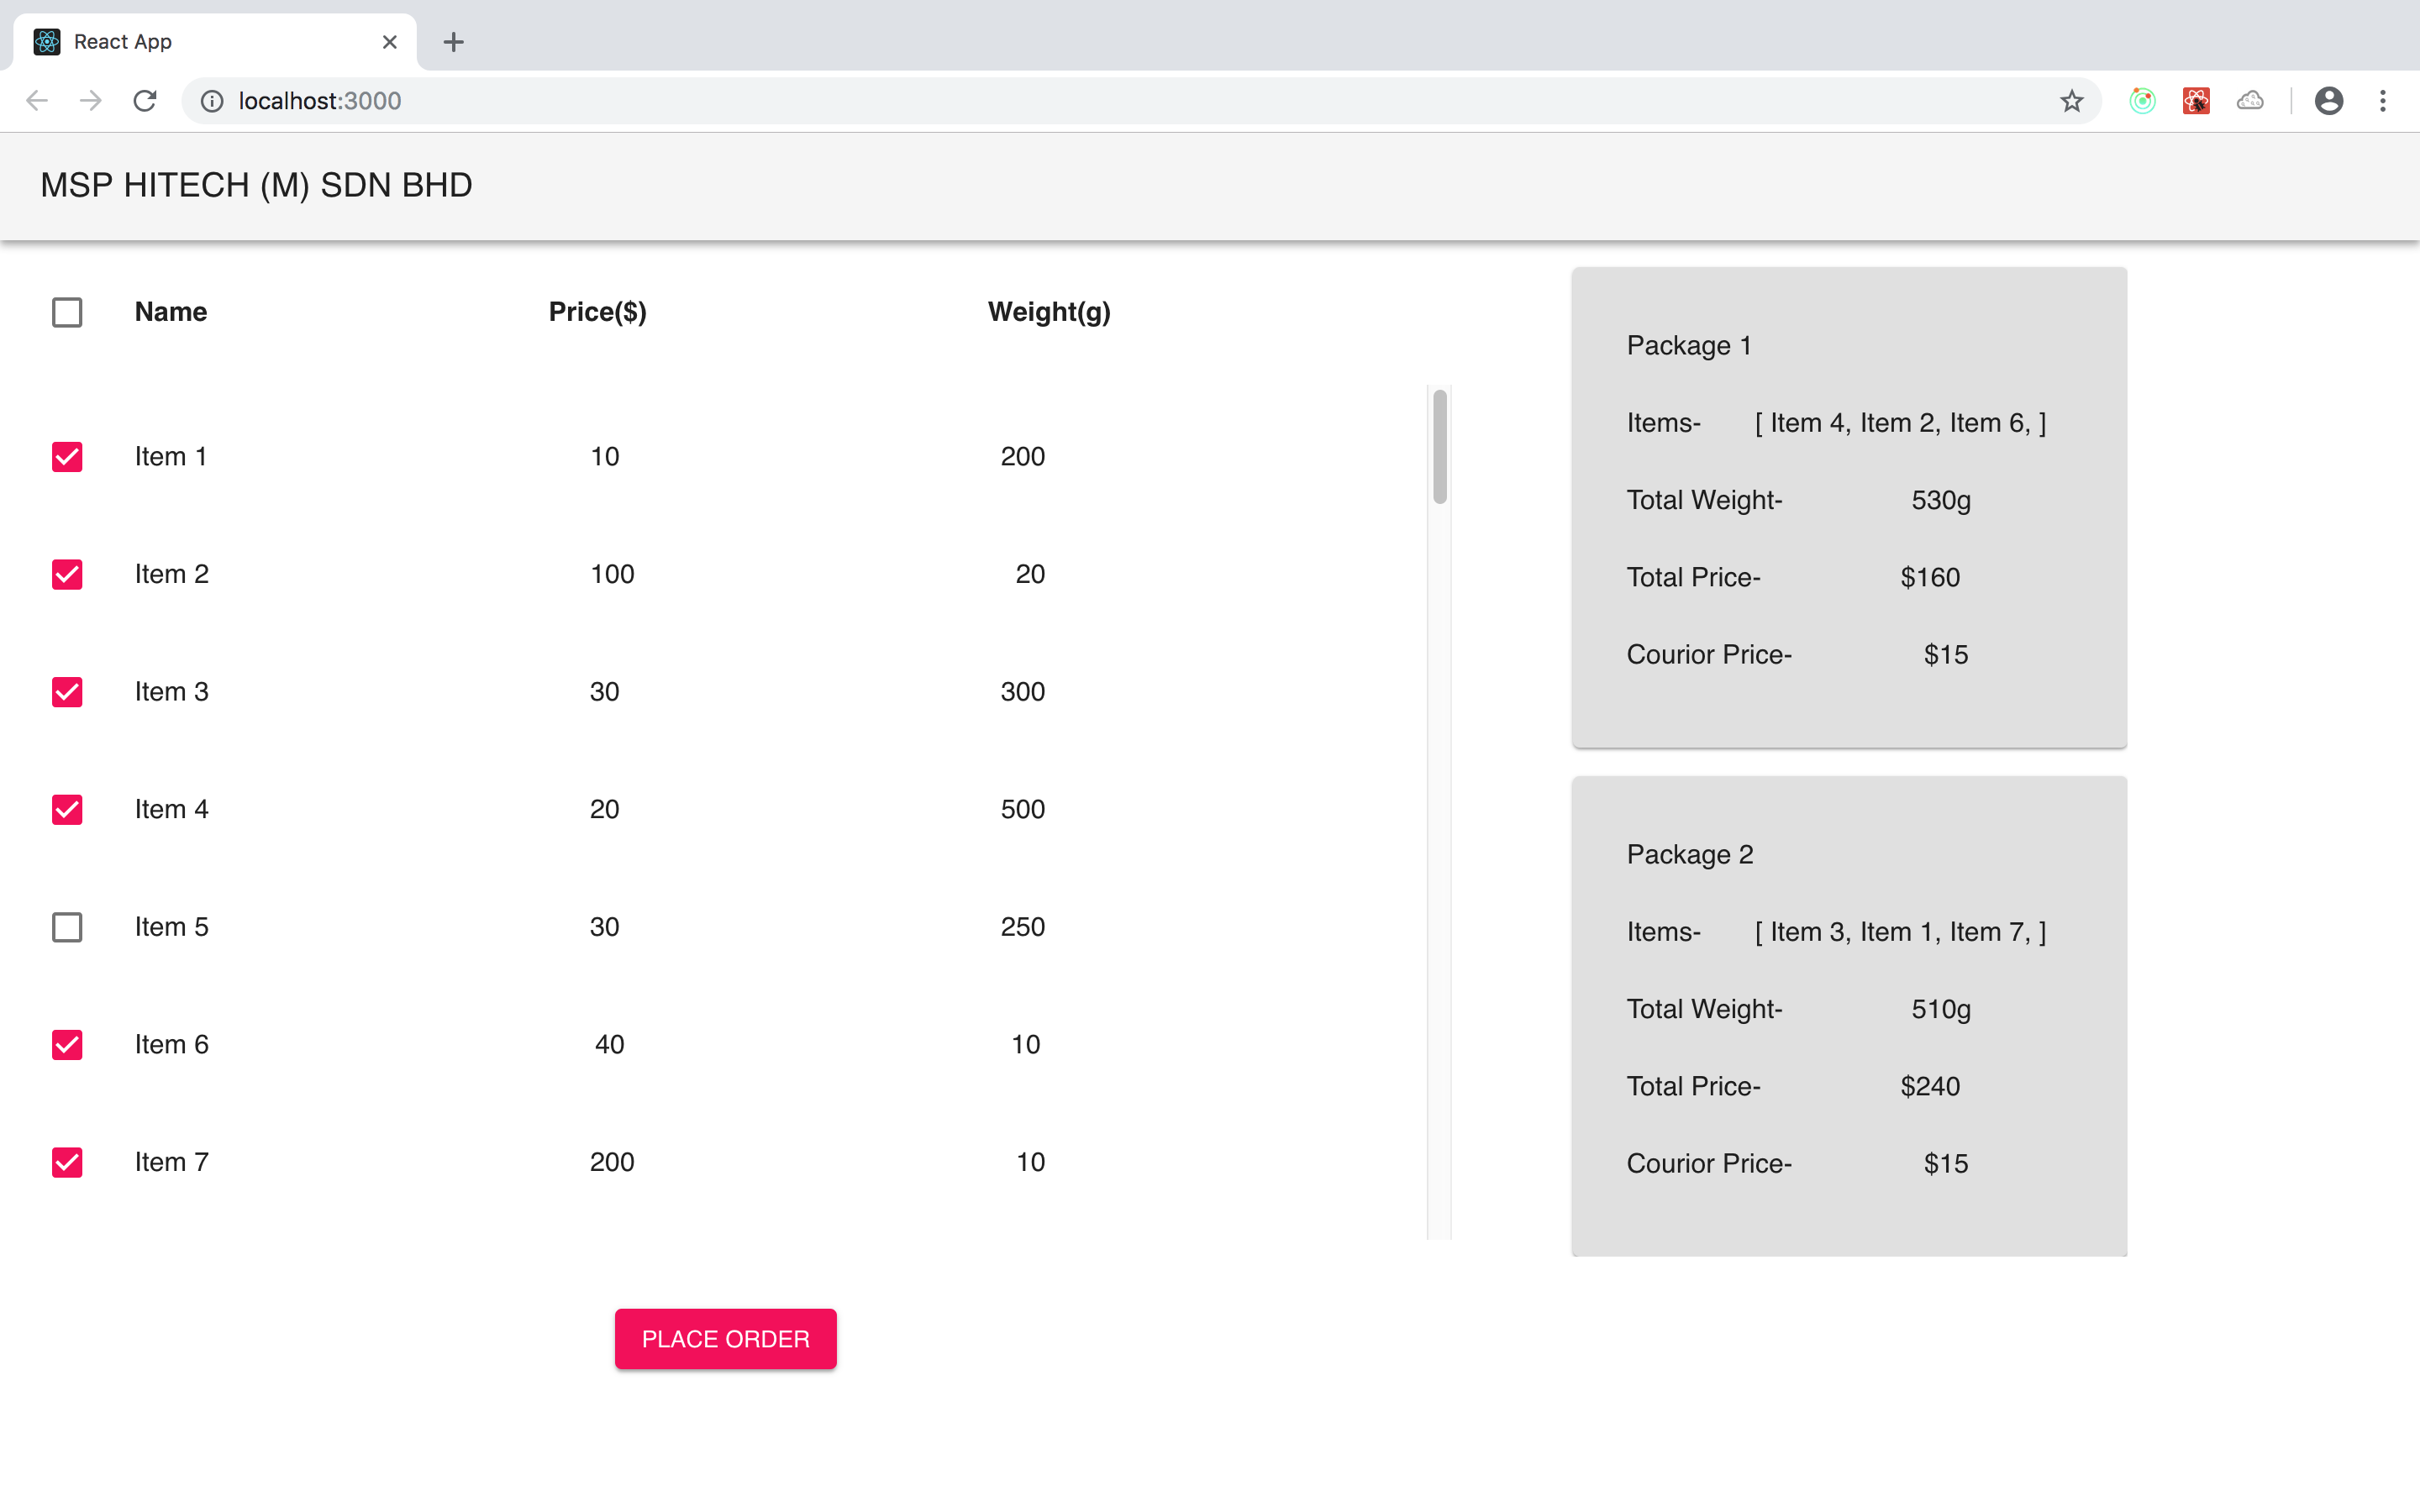 React App
localhost:3000
MSP HITECH (M) SDN BHD
Name Price($) Weight(g)
Item 1 10 200
Item 2 100 20
Item 3 30 300
Item 4 20 500
Item 5 30 250
Item 6 40 10
Item 7 200 10
PLACE ORDER
Package 1
Items- [ Item 4, Item 2, Item 6, ]
Total Weight- 530g
Total Price- $160
Courior Price- $15
Package 2
Items- [ Item 3, Item 1, Item 7, ]
Total Weight- 510g
Total Price- $240
Courior Price- $15